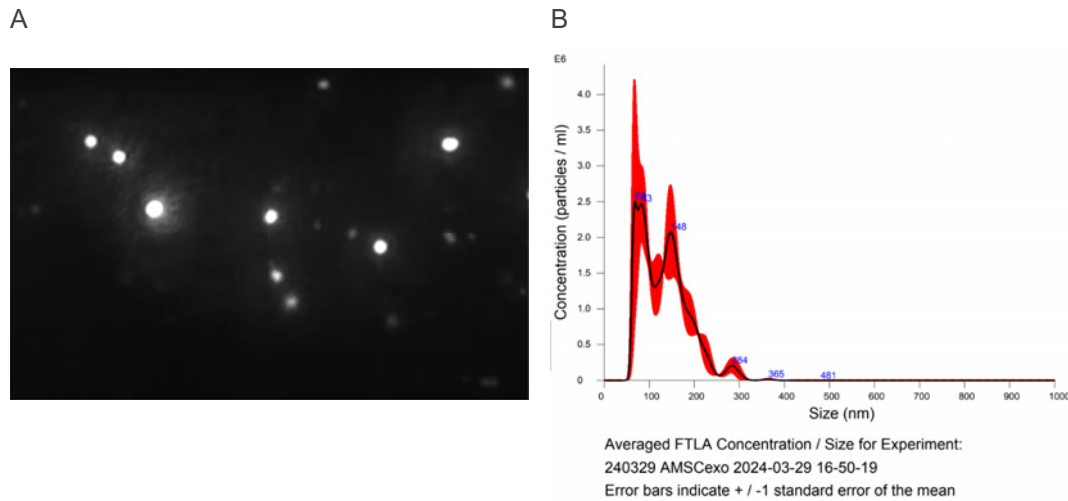 A
B
E6
4.0
3.5
3.0
2.5
2.0
1.5
1.0
0.5
0
Concentration (particles / ml)
83
148
284
365
481
0 100 200 300 400 500 600 700 800 900 1000
Size (nm)
Averaged FTLA Concentration / Size for Experiment:
240329 AMSCexo 2024-03-29 16-50-19
Error bars indicate + / -1 standard error of the mean